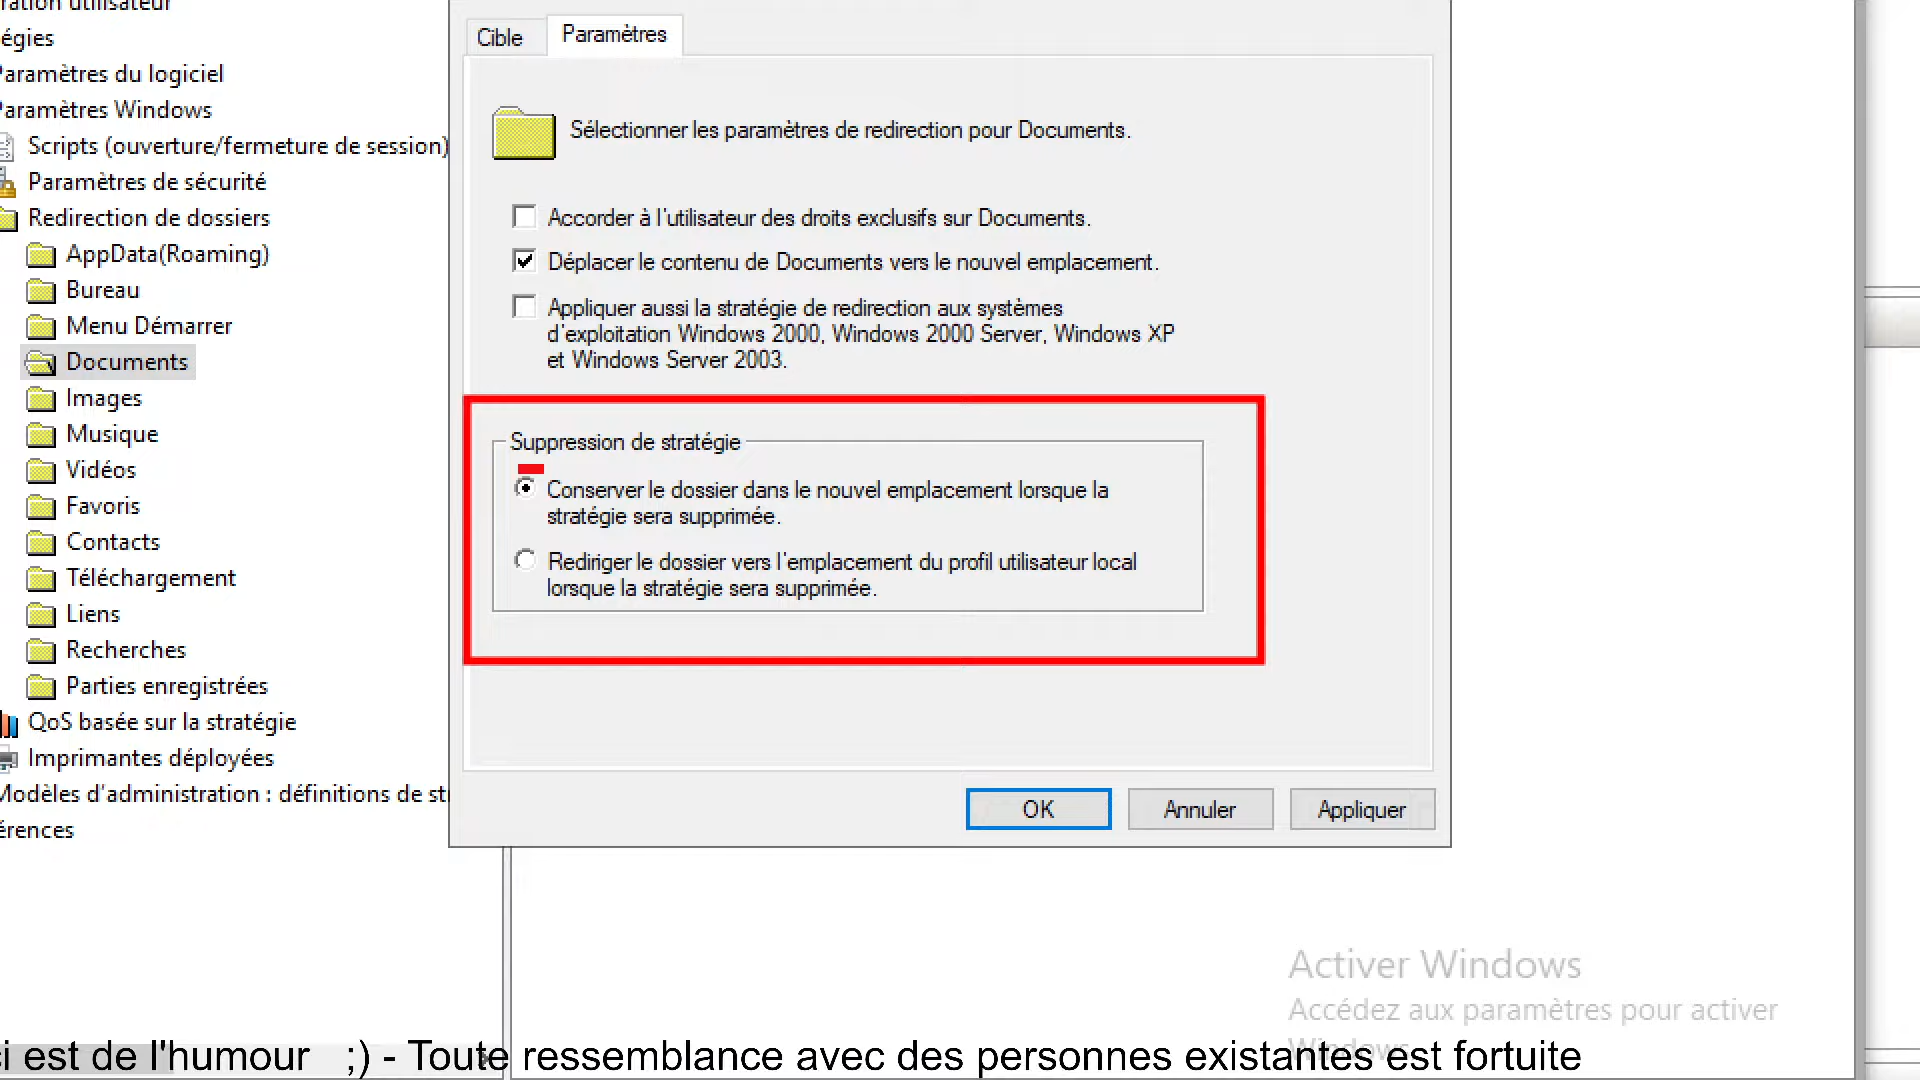 ration utilisateur
égies
Paramètres du logiciel
Paramètres Windows
Scripts (ouverture/fermeture de session)
Paramètres de sécurité
Redirection de dossiers
AppData(Roaming)
Bureau
Menu Démarrer
Documents
Images
Musique
Vidéos
Favoris
Contacts
Téléchargement
Liens
Recherches
Parties enregistrées
QoS basée sur la stratégie
Imprimantes déployées
Modèles d'administration : définitions de str
érences
Cible
Paramètres
Sélectionner les paramètres de redirection pour Documents.
Accorder à l'utilisateur des droits exclusifs sur Documents.
Déplacer le contenu de Documents vers le nouvel emplacement.
Appliquer aussi la stratégie de redirection aux systèmes
d'exploitation Windows 2000, Windows 2000 Server, Windows XP
et Windows Server 2003.
Suppression de stratégie
Conserver le dossier dans le nouvel emplacement lorsque la
stratégie sera supprimée.
Rediriger le dossier vers l'emplacement du profil utilisateur local
lorsque la stratégie sera supprimée.
OK
Annuler
Appliquer
Activer Windows
Accédez aux paramètres pour activer
Windows.
ci est de l'humour ;) - Toute ressemblance avec des personnes existantes est fortuite